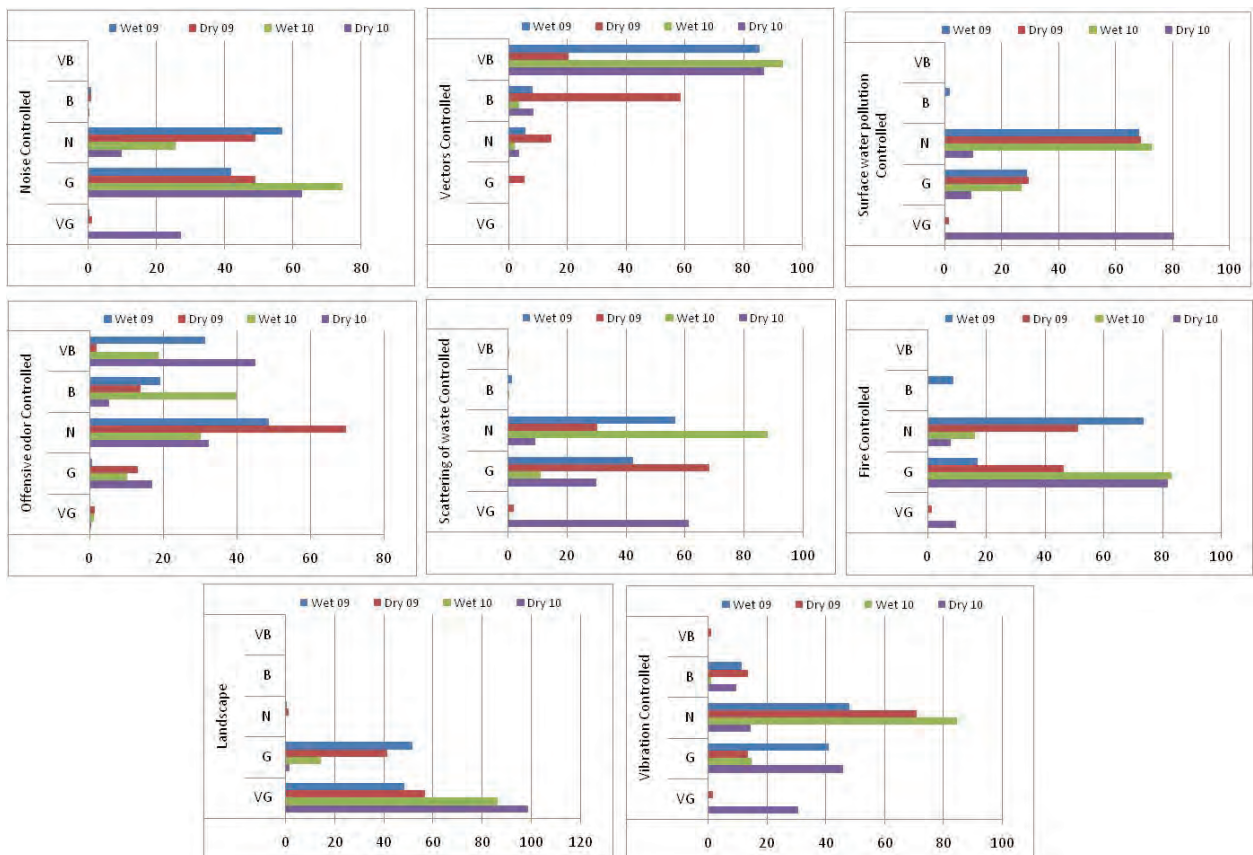 Wet 09 Dry 09 Wet 10 Dry 10
Noise Controlled
VB
B
N
G
VG
0 20 40 60 80
Wet 09 Dry 09 Wet 10 Dry 10
Vectors Controlled
VB
B
N
G
VG
0 20 40 60 80 100
Wet 09 Dry 09 Wet 10 Dry 10
Surface water pollution
Controlled
VB
B
N
G
VG
0 20 40 60 80 100
Wet 09 Dry 09 Wet 10 Dry 10
Offensive odor Controlled
VB
B
N
G
VG
0 20 40 60 80
Wet 09 Dry 09 Wet 10 Dry 10
Scattering of waste Controlled
VB
B
N
G
VG
0 20 40 60 80 100
Wet 09 Dry 09 Wet 10 Dry 10
Fire Controlled
VB
B
N
G
VG
0 20 40 60 80 100
Wet 09 Dry 09 Wet 10 Dry 10
Landscape
VB
B
N
G
VG
0 20 40 60 80 100 120
Wet 09 Dry 09 Wet 10 Dry 10
Vibration Controlled
VB
B
N
G
VG
0 20 40 60 80 100